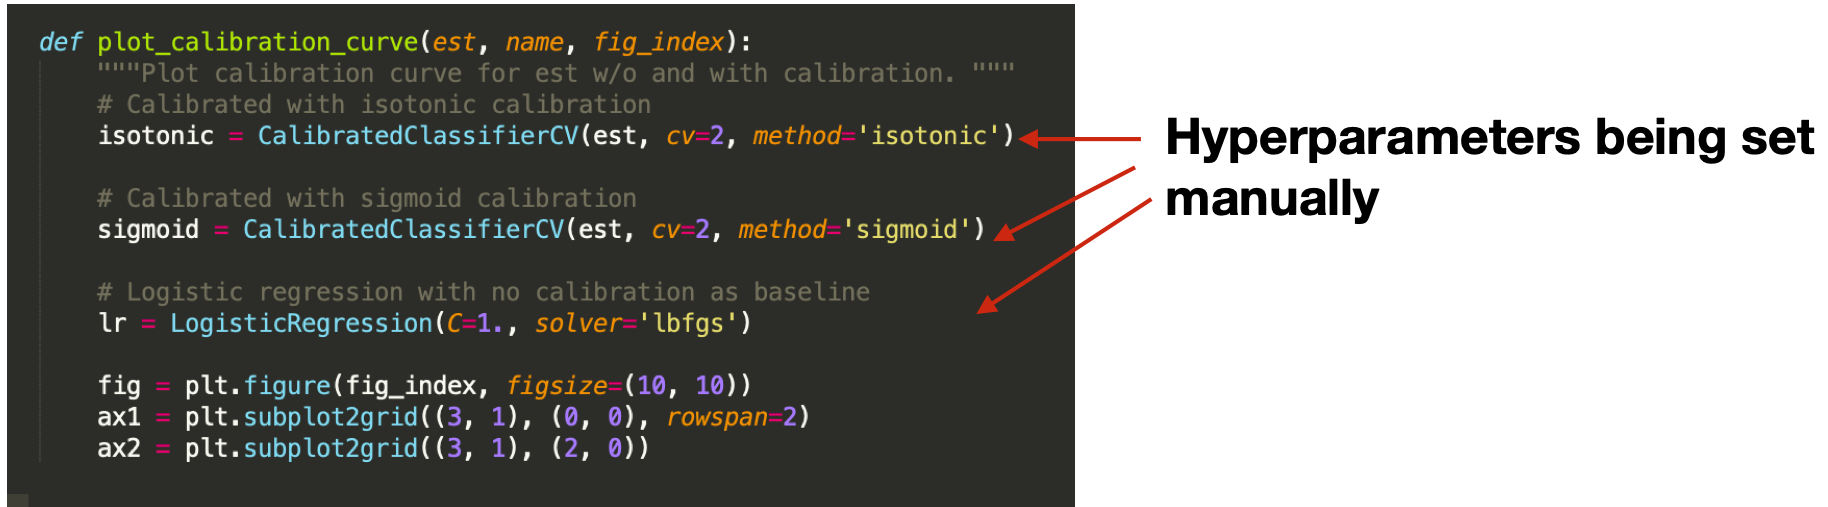 def plot_calibration_curve(est, name, fig_index):
"""Plot calibration curve for est w/o and with calibration. """
# Calibrated with isotonic calibration
isotonic = CalibratedClassifierCV(est, cv=2, method='isotonic')
# Calibrated with sigmoid calibration
sigmoid = CalibratedClassifierCV(est, cv=2, method='sigmoid')
# Logistic regression with no calibration as baseline
lr = LogisticRegression(C=1., solver='lbfgs')
fig = plt.figure(fig_index, figsize=(10, 10))
ax1 = plt.subplot2grid((3, 1), (0, 0), rowspan=2)
ax2 = plt.subplot2grid((3, 1), (2, 0))
Hyperparameters being set
manually